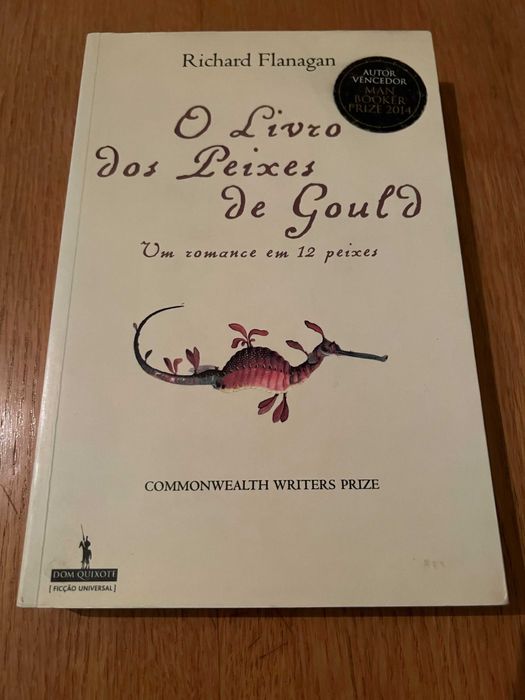 Richard Flanagan
AUTOR
VENCEDOR
MAN
BOOKER
PRIZE 2014
O Livro
dos Peixes
de Gould
Um romance em 12 peixes
COMMONWEALTH WRITERS PRIZE
DOM QUIXOTE
[ FICÇÃO UNIVERSAL ]